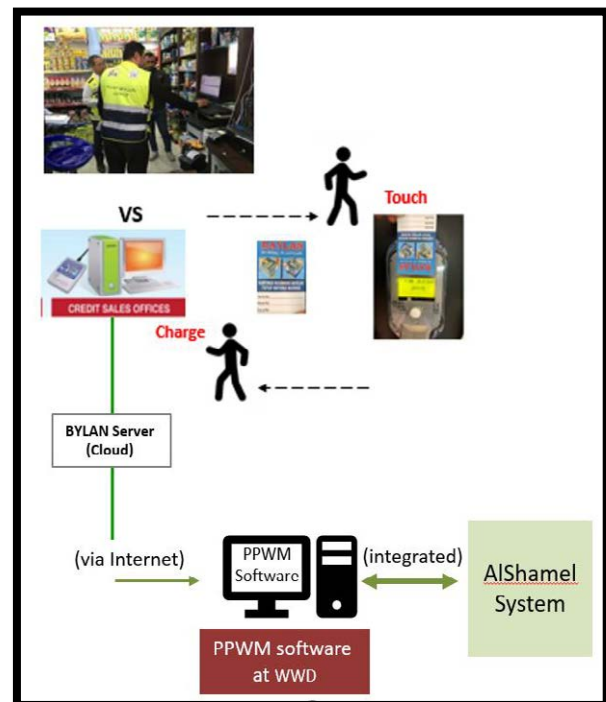 VS
Touch
BAYLAN
CREDIT SALES OFFICES
Charge
BYLAN Server
(Cloud)
(via Internet)
PPWM
Software
(integrated)
AlShamel
System
PPWM software
at WWD